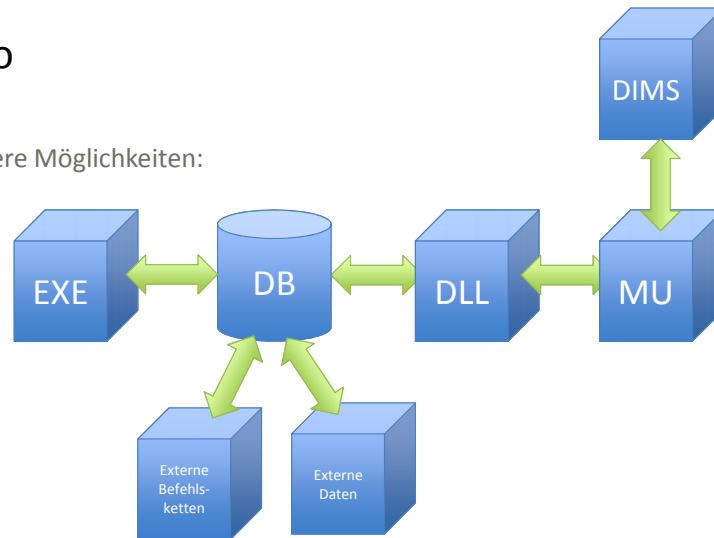 DIMS
ere Möglichkeiten:
EXE
DB
DLL
MU
Externe
Befehls-
ketten
Externe
Daten